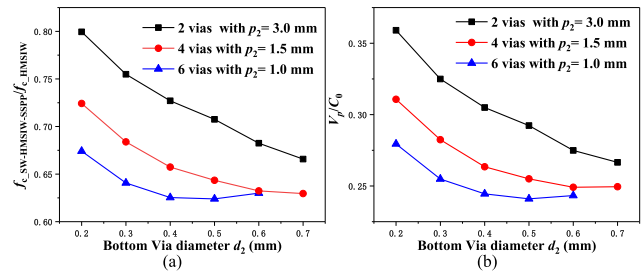 2 vias with p2= 3.0 mm
4 vias with p2= 1.5 mm
6 vias with p2= 1.0 mm
fc_SW-HMSIW-SSPP/fc_HMSIW
0.80
0.75
0.70
0.65
0.60
0.2 0.3 0.4 0.5 0.6 0.7
Bottom Via diameter d2 (mm)
(a)
2 vias with p2= 3.0 mm
4 vias with p2= 1.5 mm
6 vias with p2= 1.0 mm
Vp/C0
0.35
0.30
0.25
0.2 0.3 0.4 0.5 0.6 0.7
Bottom Via diameter d2 (mm)
(b)